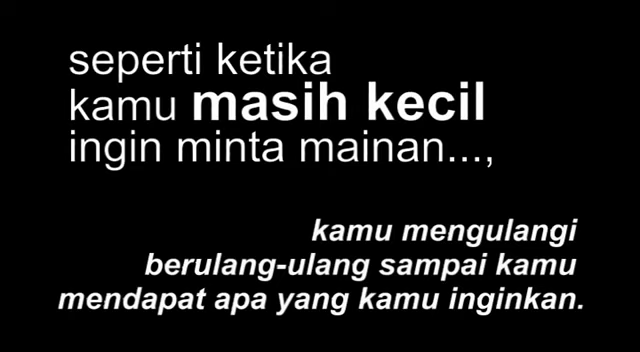 seperti ketika
kamu masih kecil
ingin minta mainan...,
kamu mengulangi
berulang-ulang sampai kamu
mendapat apa yang kamu inginkan.